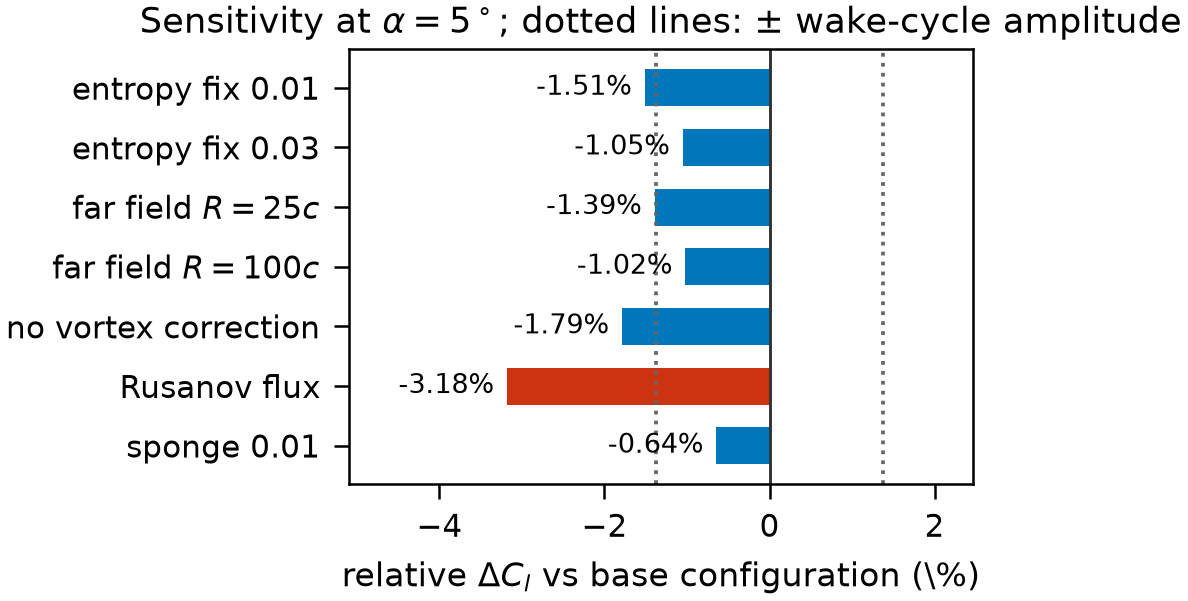 Sensitivity at α = 5°; dotted lines: ± wake-cycle amplitude
entropy fix 0.01
-1.51%
entropy fix 0.03
-1.05%
far field R = 25c
-1.39%
far field R = 100c
-1.02%
no vortex correction
-1.79%
Rusanov flux
-3.18%
sponge 0.01
-0.64%
−4 −2 0 2
relative ΔC_l vs base configuration (\%)